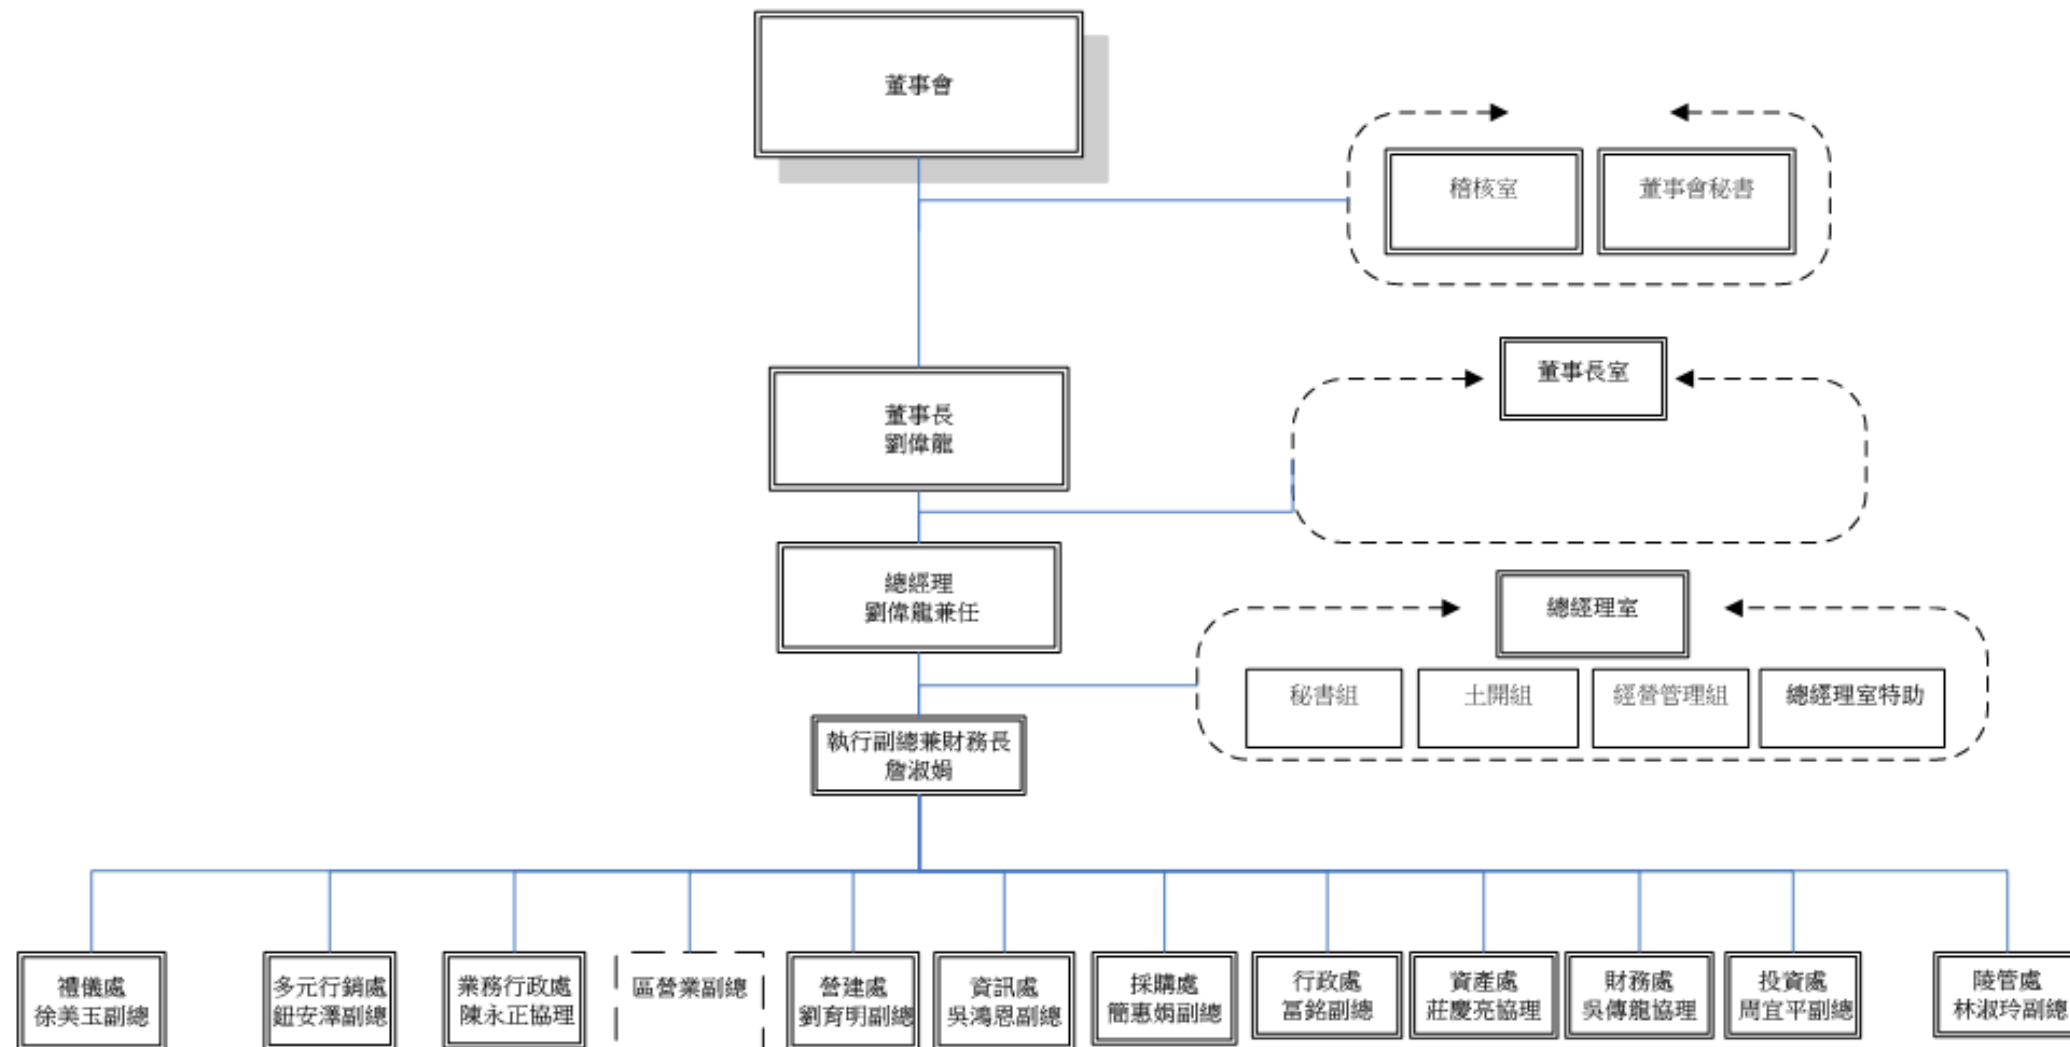 董事會
稽核室
董事會秘書
董事長室
董事長
劉偉龍
總經理
劉偉龍兼任
總經理室
秘書組
土開組
經營管理組
總經理室特助
執行副總兼財務長
詹淑娟
禮儀處
徐美玉副總
多元行銷處
鈕安澤副總
業務行政處
陳永正協理
區營業副總
營建處
劉育明副總
資訊處
吳鴻恩副總
採購處
簡惠娟副總
行政處
冨銘副總
資產處
莊慶亮協理
財務處
吳傳龍協理
投資處
周宜平副總
陵管處
林淑玲副總